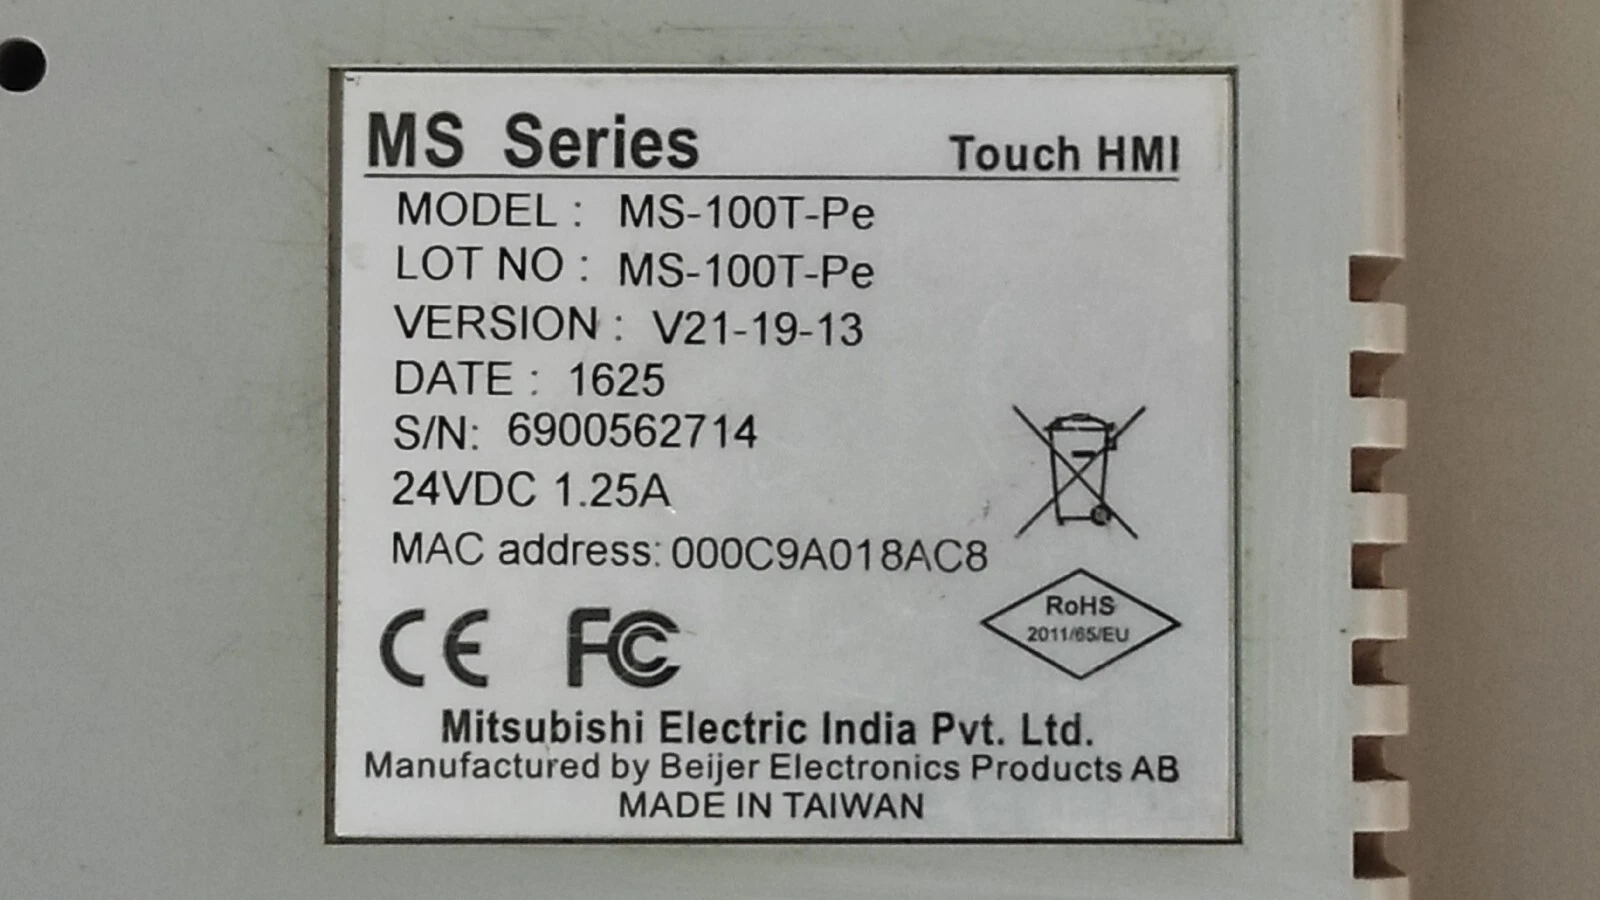 MS Series
Touch HMI
MODEL : MS-100T-Pe
LOT NO : MS-100T-Pe
VERSION : V21-19-13
DATE : 1625
S/N: 6900562714
24VDC 1.25A
MAC address: 000C9A018AC8
RoHS
2011/65/EU
CE FC
Mitsubishi Electric India Pvt. Ltd.
Manufactured by Beijer Electronics Products AB
MADE IN TAIWAN